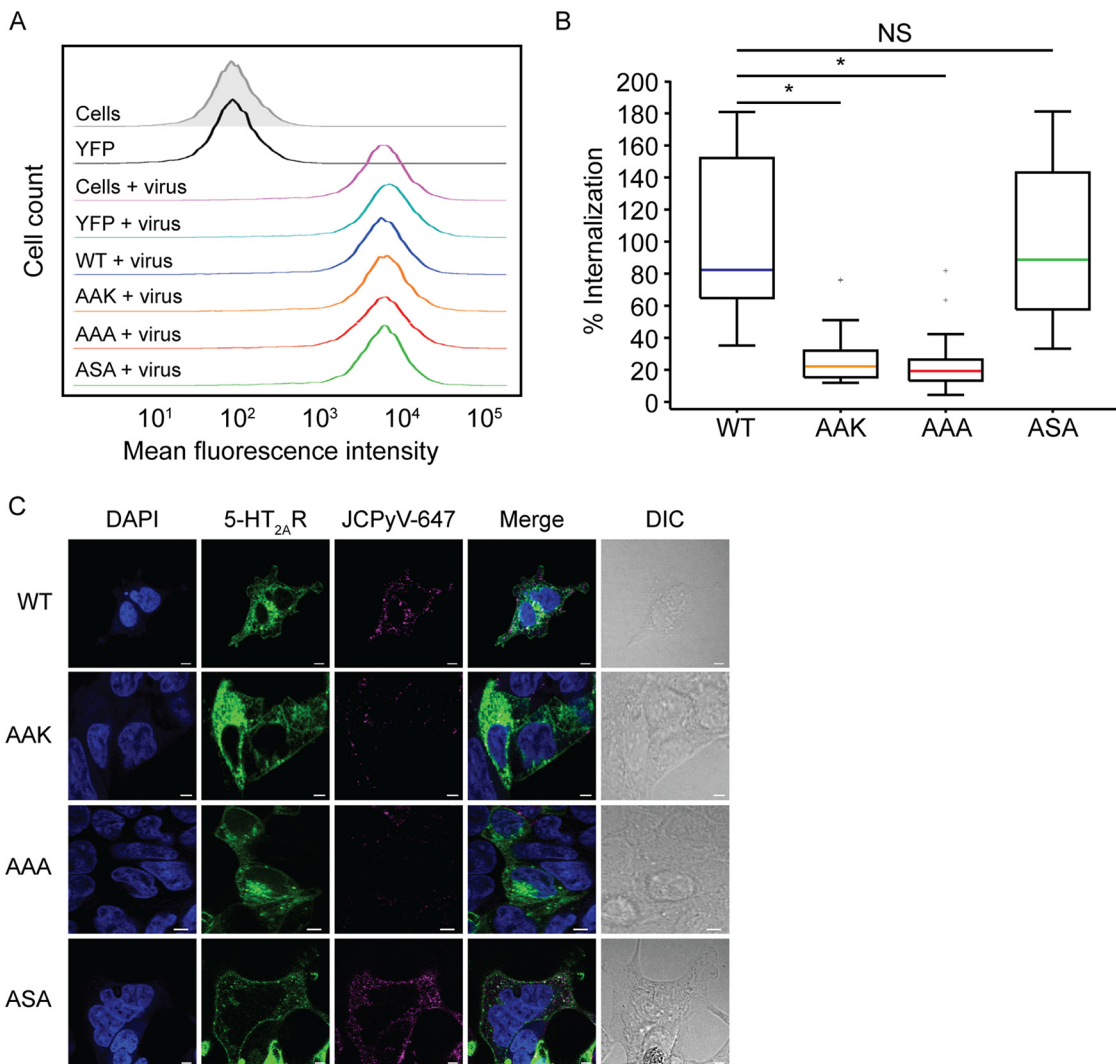 A
Cells
YFP
Cells + virus
YFP + virus
WT + virus
AAK + virus
AAA + virus
ASA + virus
Cell count
10¹ 10² 10³ 10⁴ 10⁵
Mean fluorescence intensity
B
NS
*
*
200
180
160
140
120
100
80
60
40
20
0
% Internalization
WT AAK AAA ASA
C
DAPI 5-HT₂ₐR JCPyV-647 Merge DIC
WT
AAK
AAA
ASA